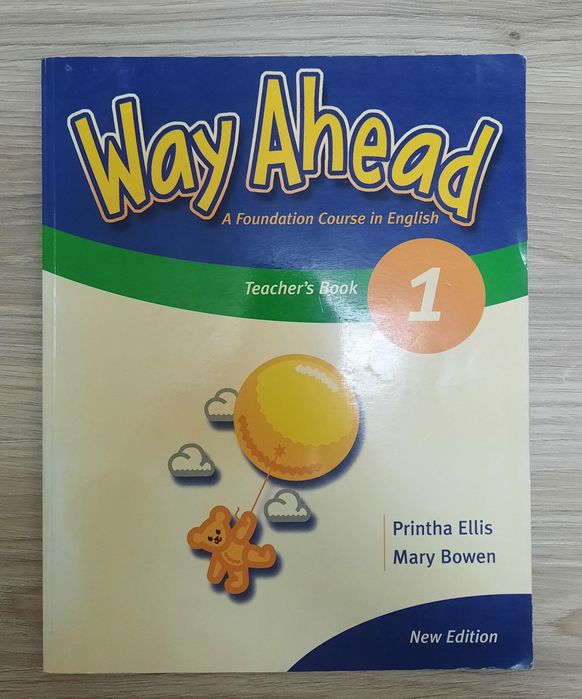 Way Ahead
A Foundation Course in English
Teacher's Book
1
Printha Ellis
Mary Bowen
New Edition